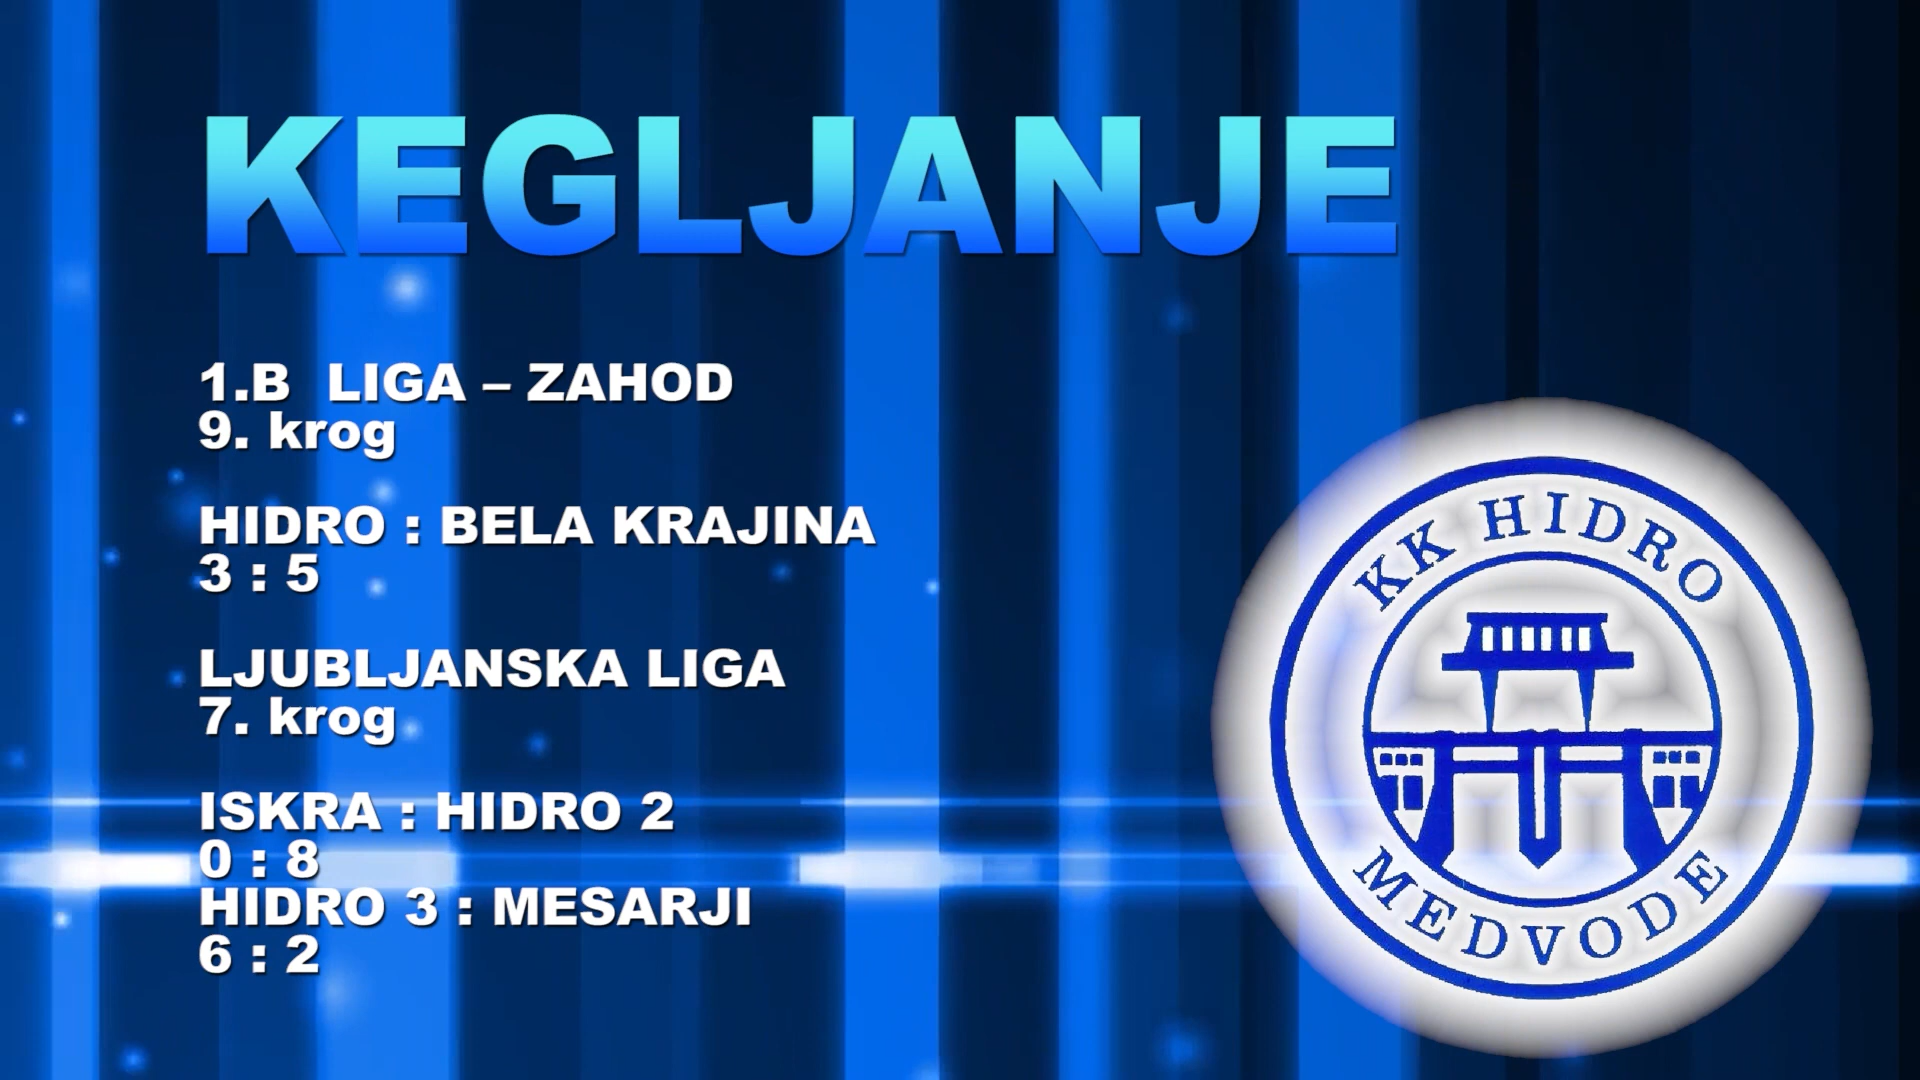 KEGLJANJE
1.B LIGA – ZAHOD
9. krog
HIDRO : BELA KRAJINA
3 : 5
LJUBLJANSKA LIGA
7. krog
ISKRA : HIDRO 2
0 : 8
HIDRO 3 : MESARJI
6 : 2
KK HIDRO
MEDVODE